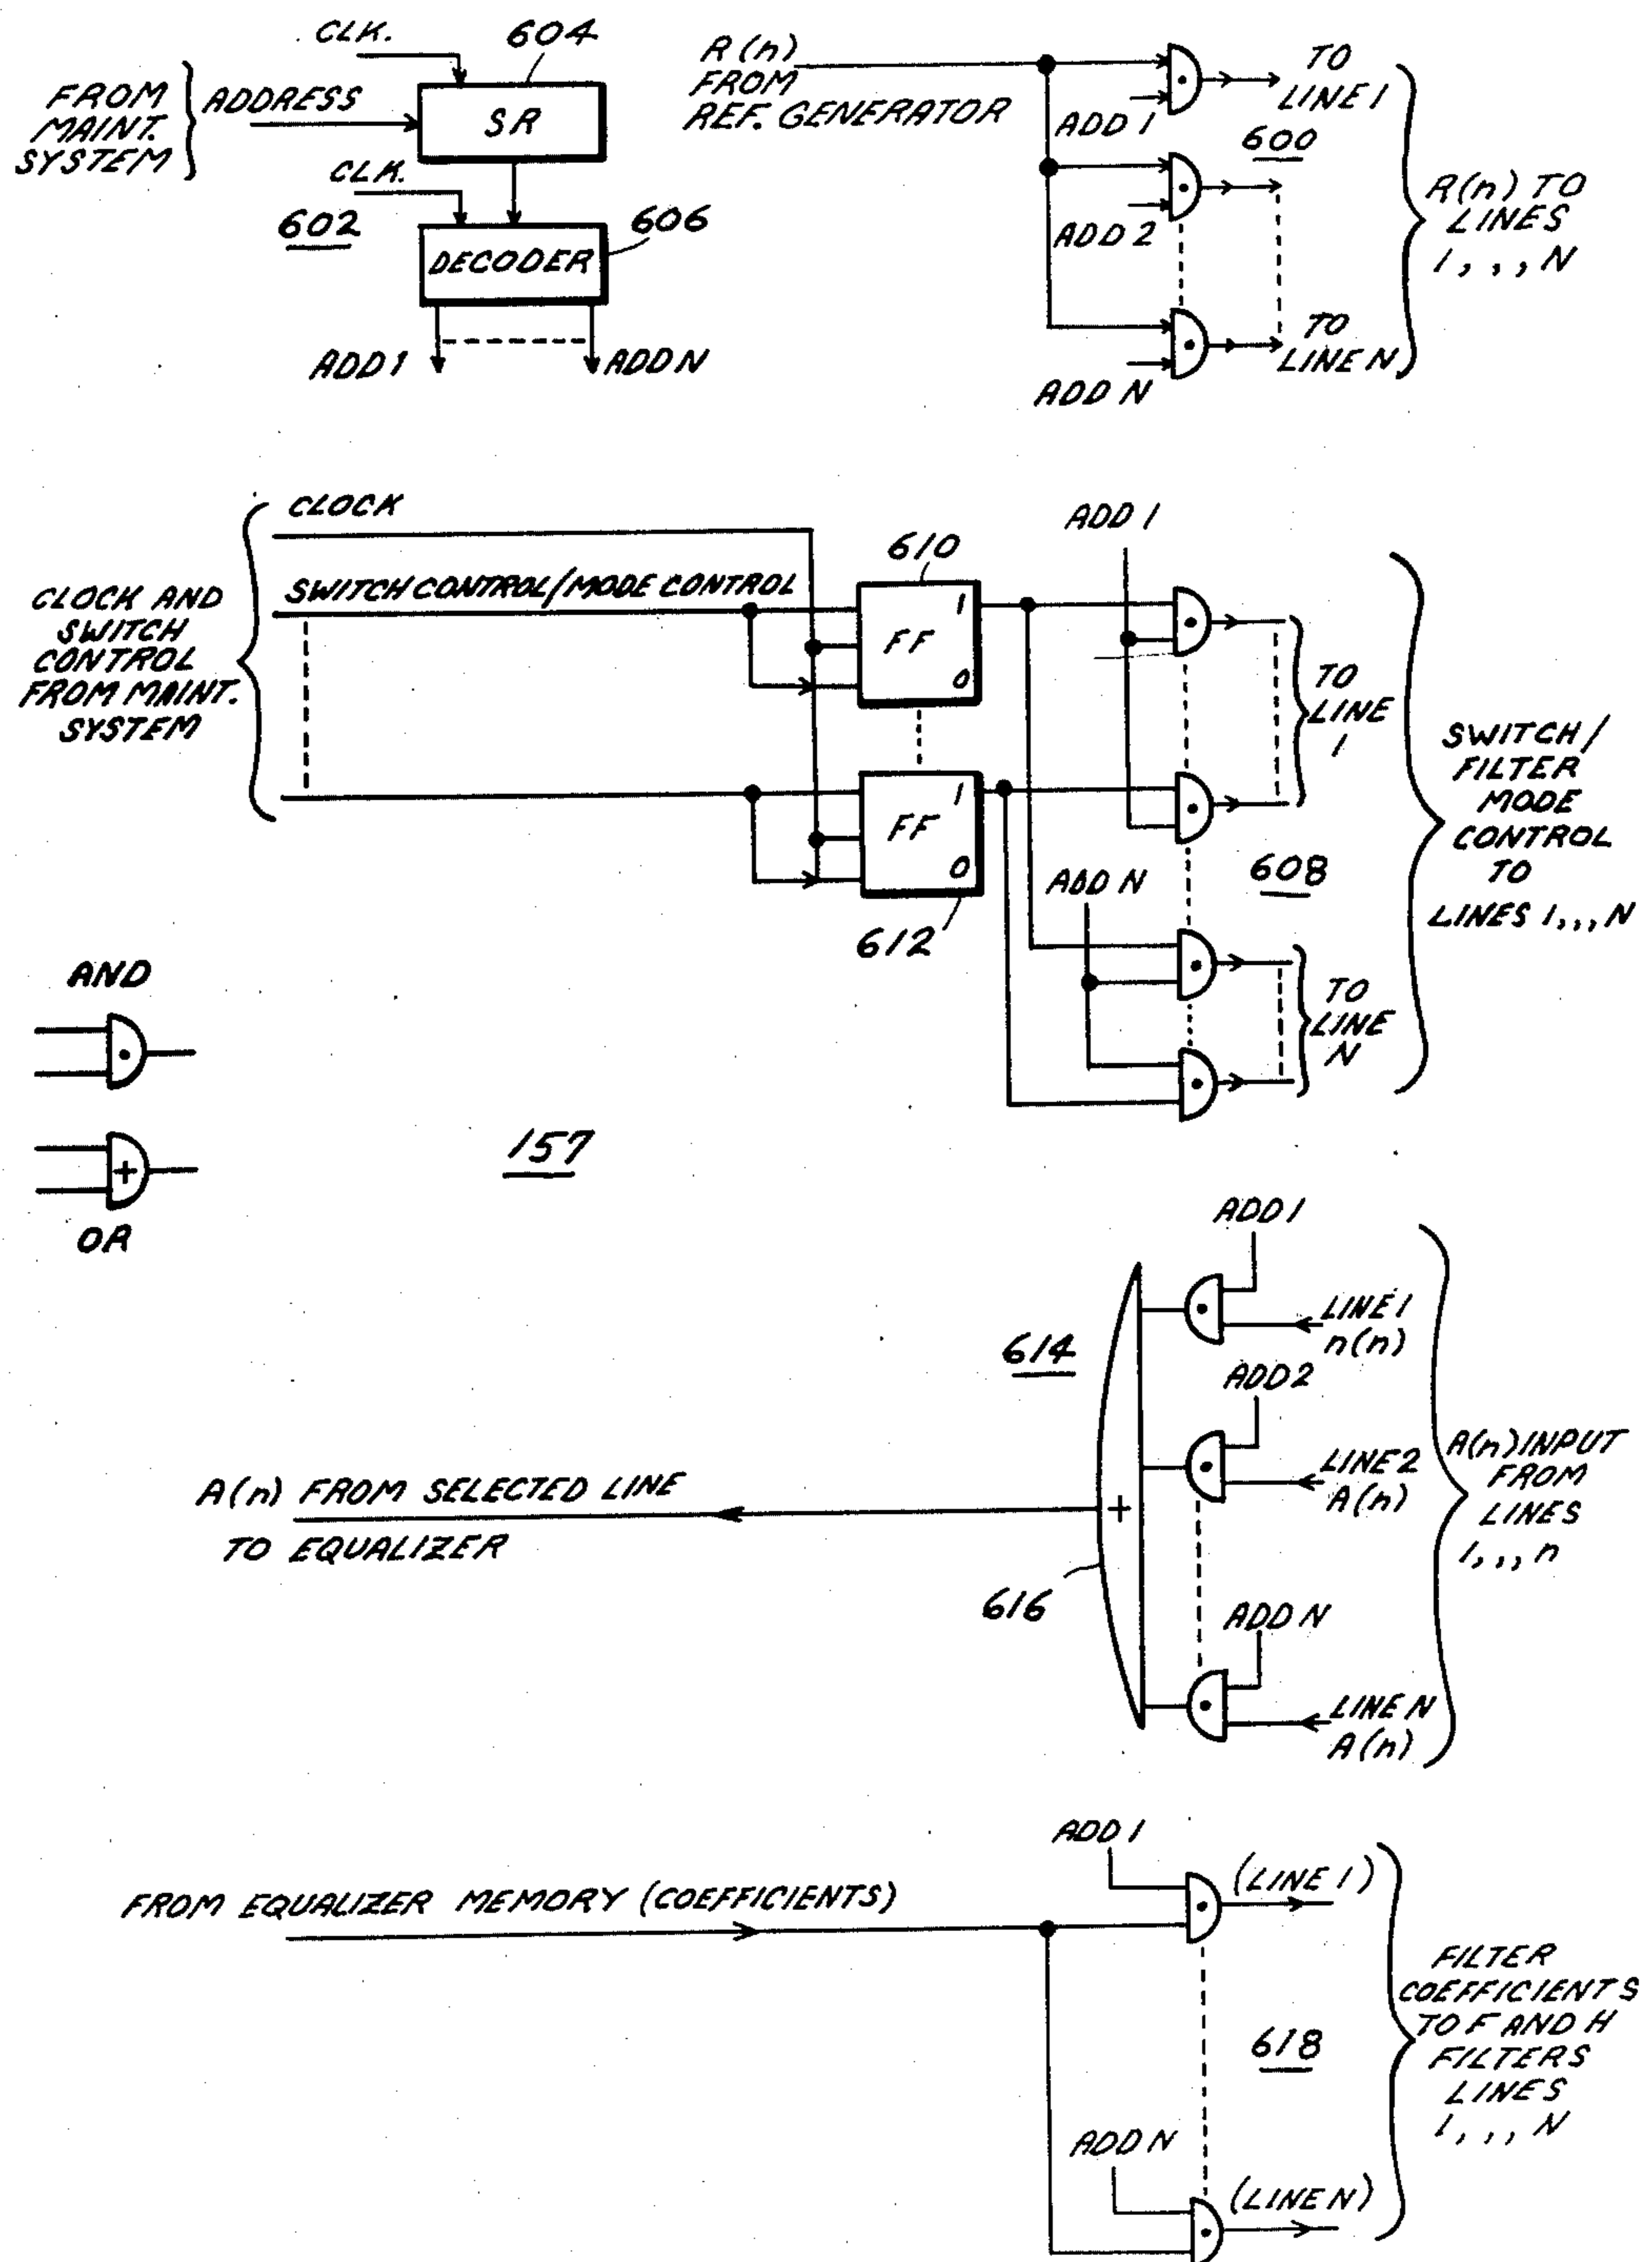 CLK.
604
FROM
MAINT.
SYSTEM
ADDRESS
SR
CLK.
602
606
DECODER
ADD 1
ADD N
R(n)
FROM
REF. GENERATOR
ADD 1
TO
LINE 1
600
ADD 2
TO
LINE N
ADD N
R(n) TO
LINES
1,,,N
CLOCK AND
SWITCH
CONTROL
FROM MAINT.
SYSTEM
CLOCK
SWITCH CONTROL/MODE CONTROL
610
1
FF
0
1
FF
0
612
ADD 1
TO
LINE
1
608
ADD N
TO
LINE
N
SWITCH/
FILTER
MODE
CONTROL
TO
LINES 1,,,N
AND
+
OR
157
ADD 1
LINE 1
n(n)
614
ADD 2
LINE 2
A(n)
A(n) FROM SELECTED LINE
TO EQUALIZER
+
616
ADD N
LINE N
A(n)
A(n) INPUT
FROM
LINES
1,,,n
ADD 1
(LINE 1)
FROM EQUALIZER MEMORY (COEFFICIENTS)
618
ADD N
(LINE N)
FILTER
COEFFICIENTS
TO F AND H
FILTERS
LINES
1,,,N